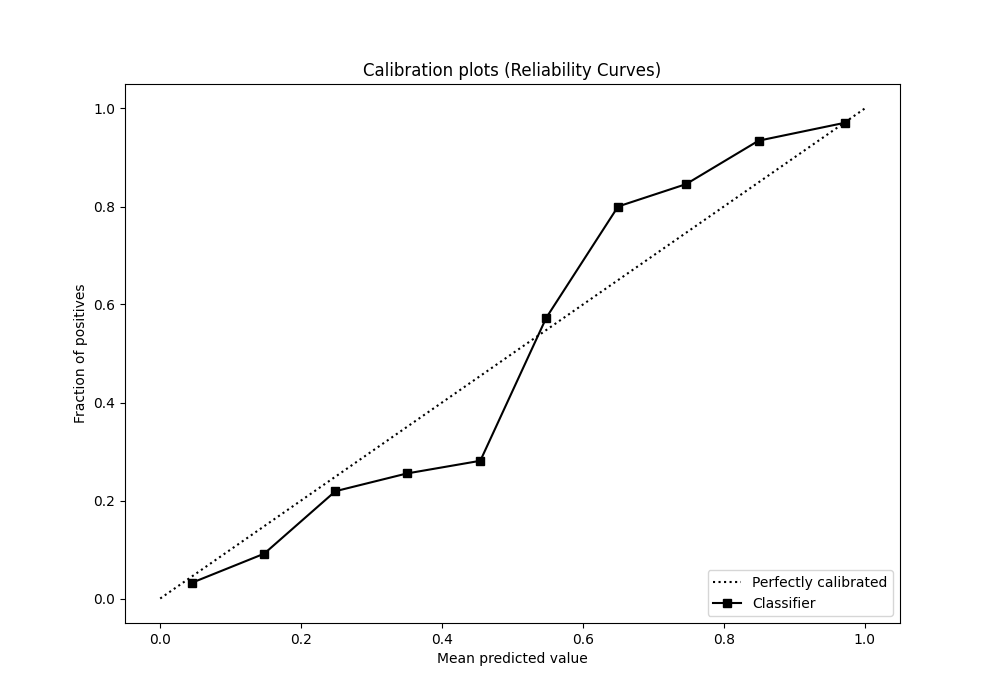 Calibration plots (Reliability Curves)
1.0
0.8
0.6
0.4
0.2
0.0
Fraction of positives
0.0 0.2 0.4 0.6 0.8 1.0
Mean predicted value
Perfectly calibrated
Classifier